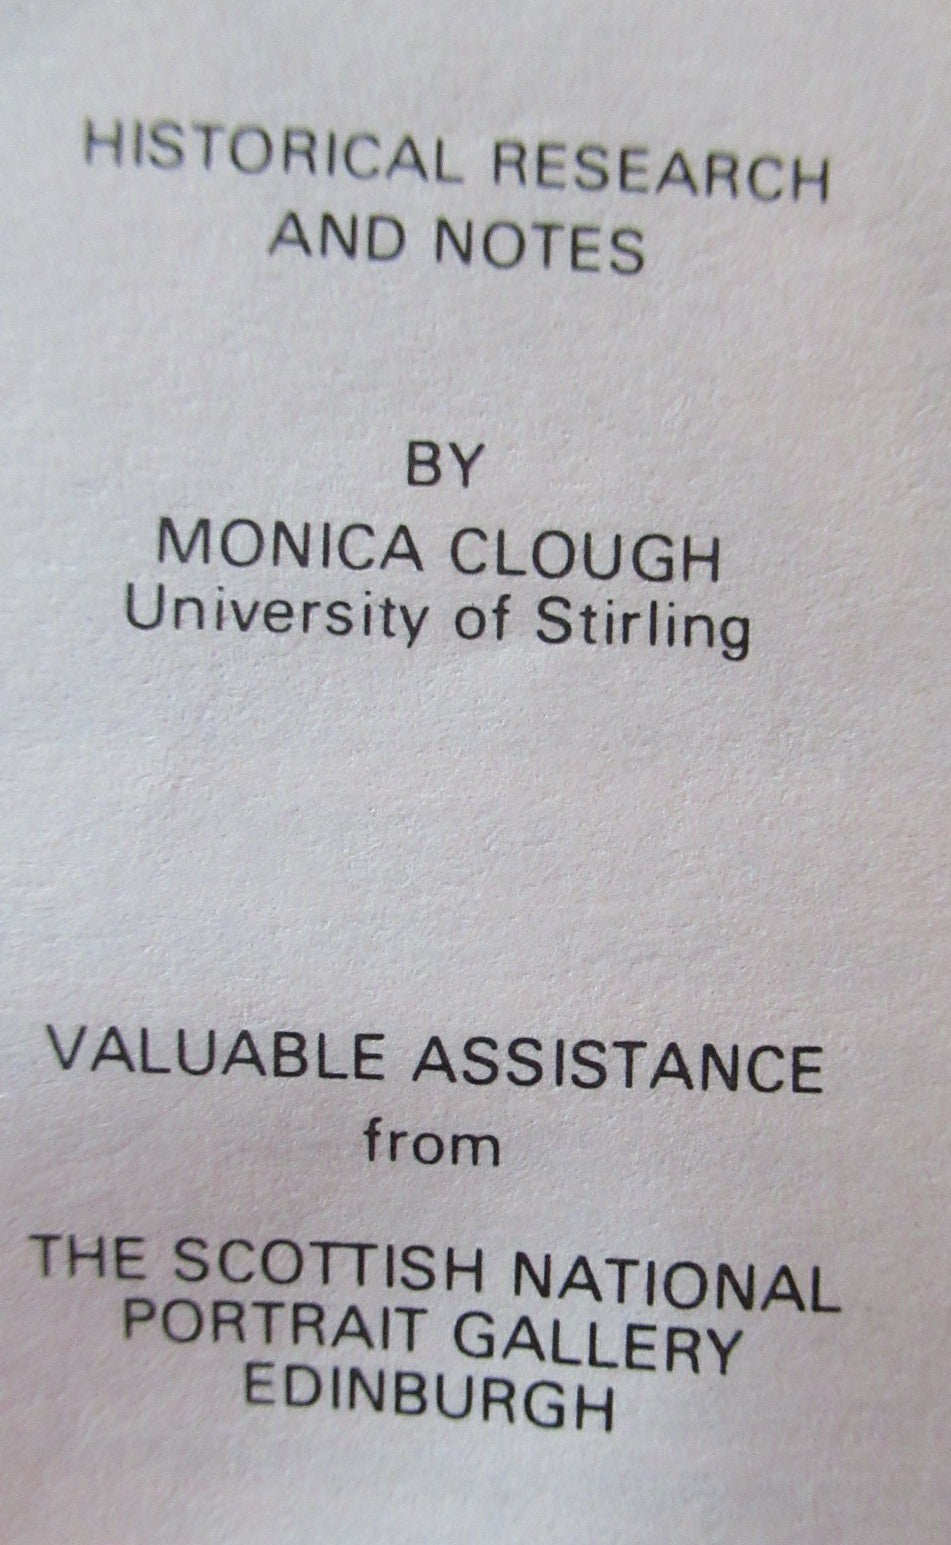 HISTORICAL RESEARCH
AND NOTES
BY
MONICA CLOUGH
University of Stirling
VALUABLE ASSISTANCE
from
THE SCOTTISH NATIONAL
PORTRAIT GALLERY
EDINBURGH